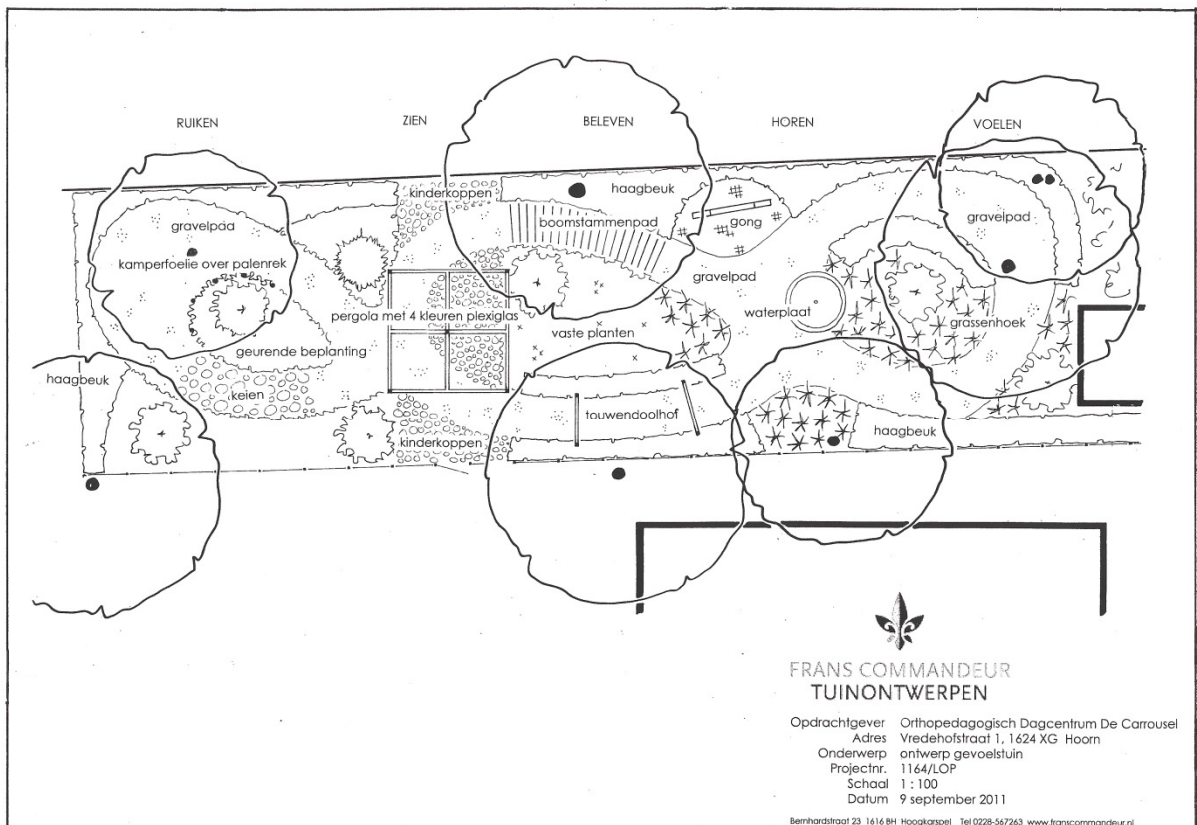 RUIKEN
ZIEN
BELEVEN
HOREN
VOELEN
kinderkoppen
haagbeuk
gravelpad
boomstammenpad
gong
gravelpad
kamperfoelie over palenrek
gravelpad
pergola met 4 kleuren plexiglas
waterplaat
grassenhoek
vaste planten
geurende beplanting
haagbeuk
keien
touwendoolhof
kinderkoppen
haagbeuk
FRANS COMMANDEUR
TUINONTWERPEN
Opdrachtgever Orthopedagogisch Dagcentrum De Carrousel
Adres Vredehofstraat 1, 1624 XG Hoorn
Onderwerp ontwerp gevoelstuin
Projectnr. 1164/LOP
Schaal 1 : 100
Datum 9 september 2011
Bernhardstraat 23 1616 BH Hoogkarspel Tel 0228-567263 www.franscommandeur.nl